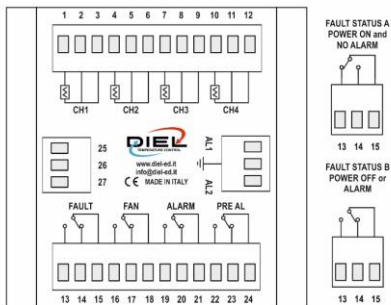 1 2 3 4 5 6 7 8 9 10 11 12
CH1 CH2 CH3 CH4
25
26
27
DIEL
TEMPERATURE CONTROL
www.diel-ed.it
info@diel-ed.it
CE MADE IN ITALY
AL1
AL2
FAULT FAN ALARM PRE AL
13 14 15 16 17 18 19 20 21 22 23 24
FAULT STATUS A
POWER ON and
NO ALARM
13 14 15
FAULT STATUS B
POWER OFF or
ALARM
13 14 15